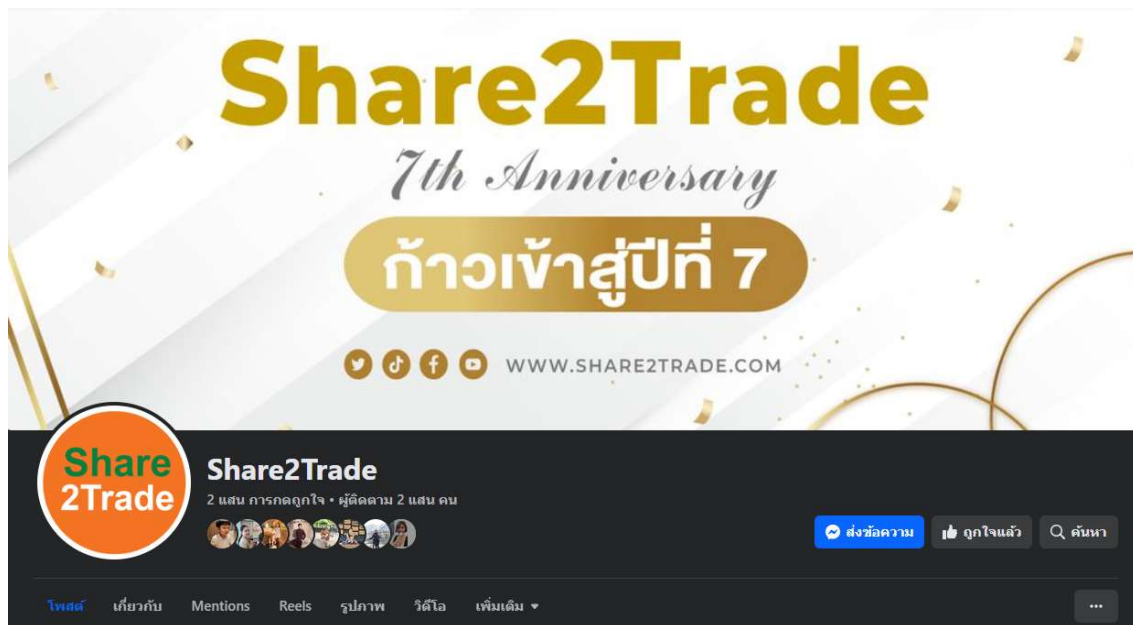 Share2Trade
7th Anniversary
ก้าวเข้าสู่ปีที่ 7
WWW.SHARE2TRADE.COM
Share
2Trade
Share2Trade
2 แสน การกดถูกใจ • ผู้ติดตาม 2 แสน คน
ส่งข้อความ ถูกใจแล้ว ค้นหา
โพสต์ เกี่ยวกับ Mentions Reels รูปภาพ วิดีโอ เพิ่มเติม